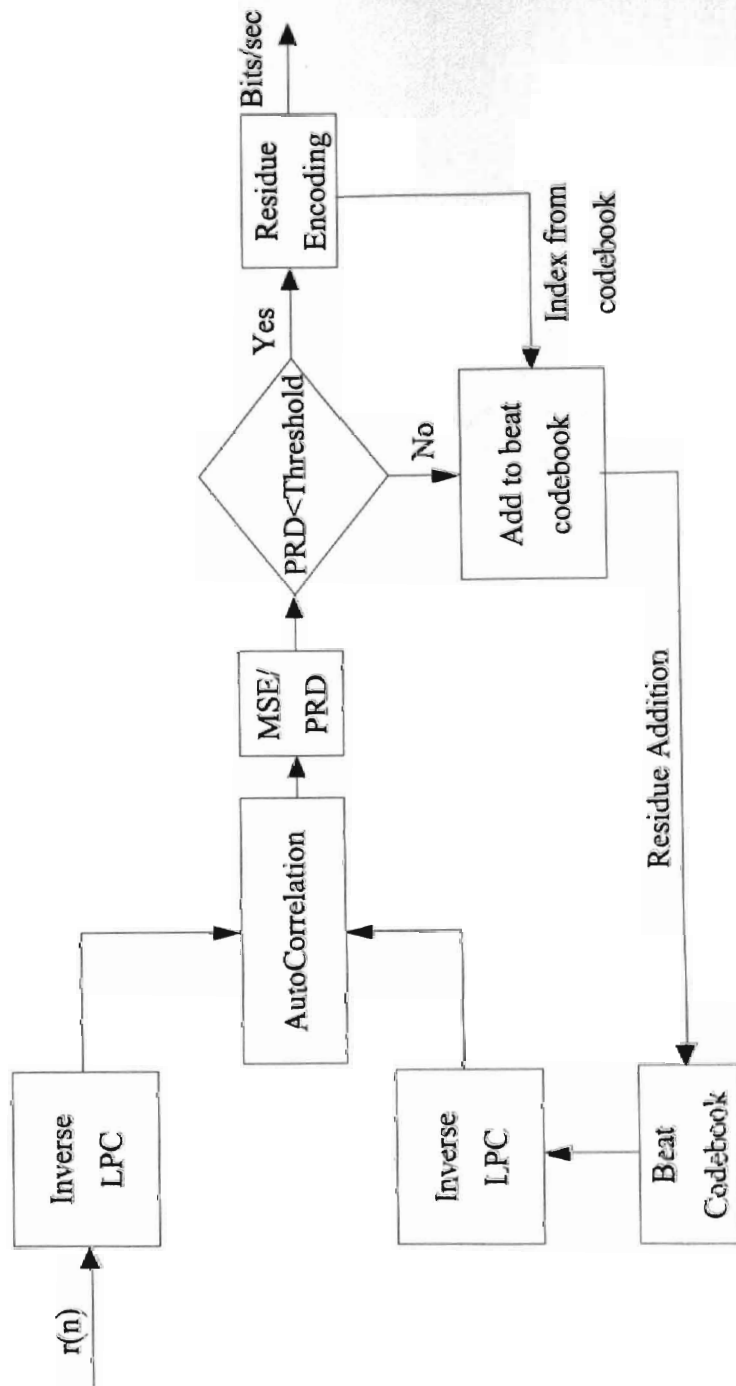 r(n)
Inverse
LPC
AutoCorrelation
MSE/
PRD
PRD<Threshold
Yes
Residue
Encoding
Bits/sec
No
Inverse
LPC
Add to beat
codebook
Index from
codebook
Beat
Codebook
Residue Addition